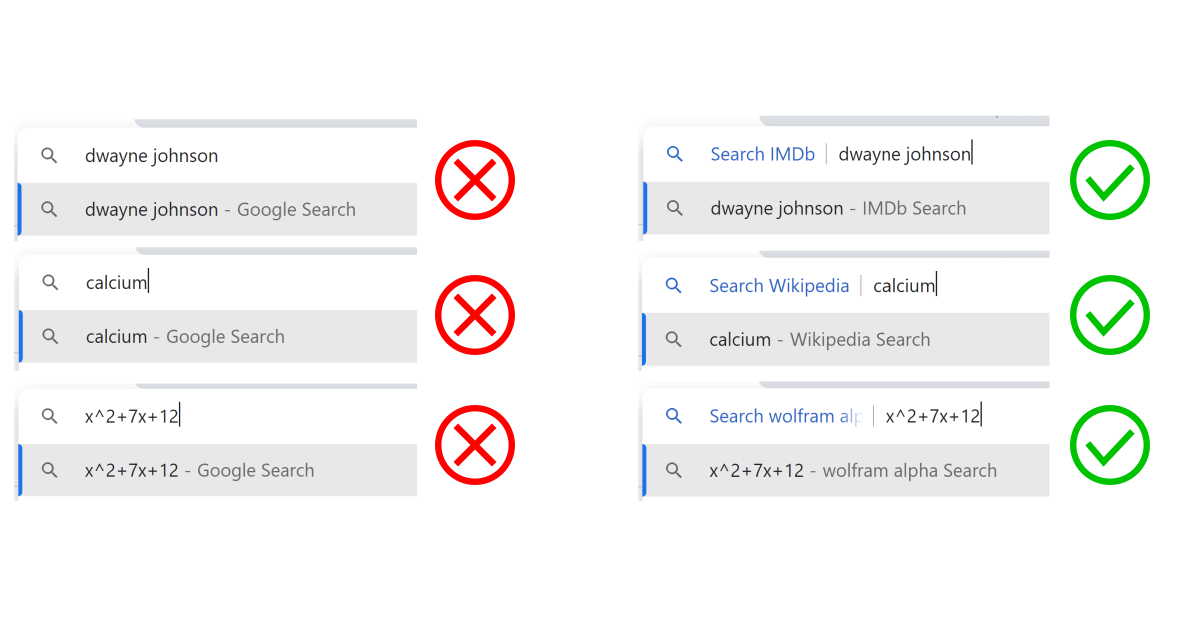 dwayne johnson
dwayne johnson - Google Search
calcium
calcium - Google Search
x^2+7x+12
x^2+7x+12 - Google Search
Search IMDb | dwayne johnson
dwayne johnson - IMDb Search
Search Wikipedia | calcium
calcium - Wikipedia Search
Search wolfram alp | x^2+7x+12
x^2+7x+12 - wolfram alpha Search